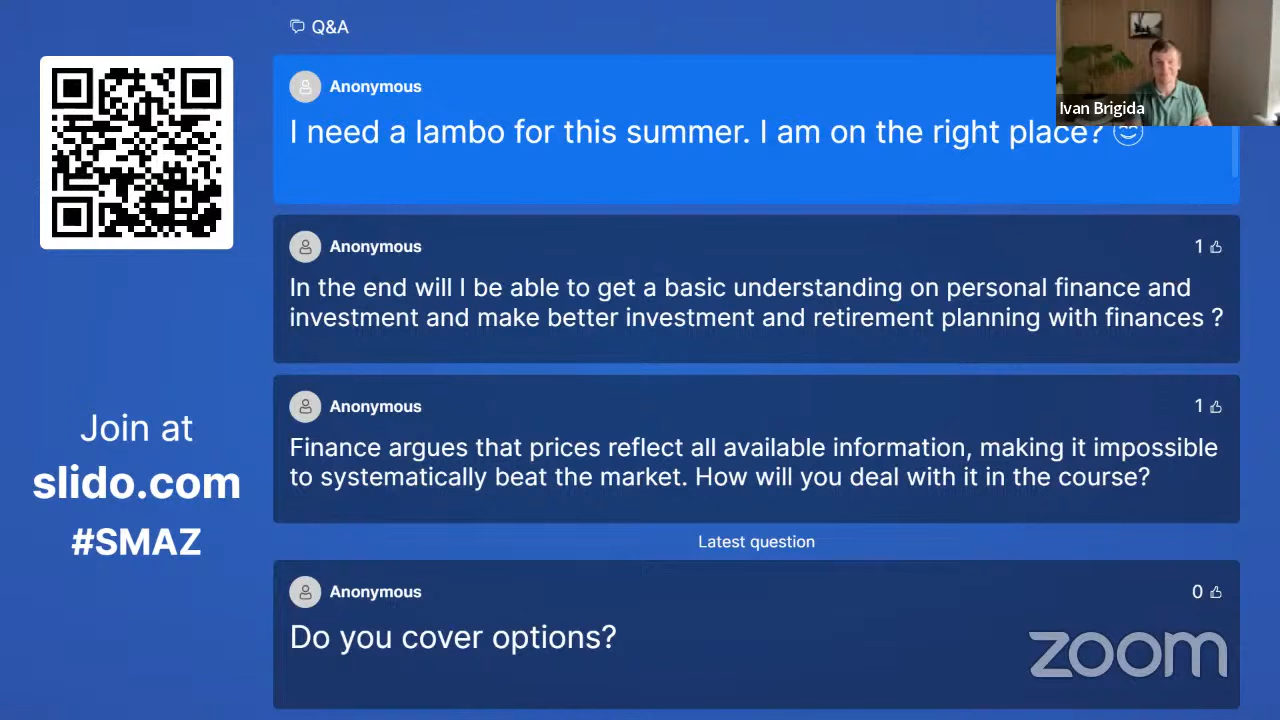 Q&A
Anonymous
I need a lambo for this summer. I am on the right place?
Ivan Brigida
Anonymous
1
In the end will I be able to get a basic understanding on personal finance and
investment and make better investment and retirement planning with finances ?
Anonymous
1
Finance argues that prices reflect all available information, making it impossible
to systematically beat the market. How will you deal with it in the course?
Latest question
Anonymous
0
Do you cover options?
Join at
slido.com
#SMAZ
zoom